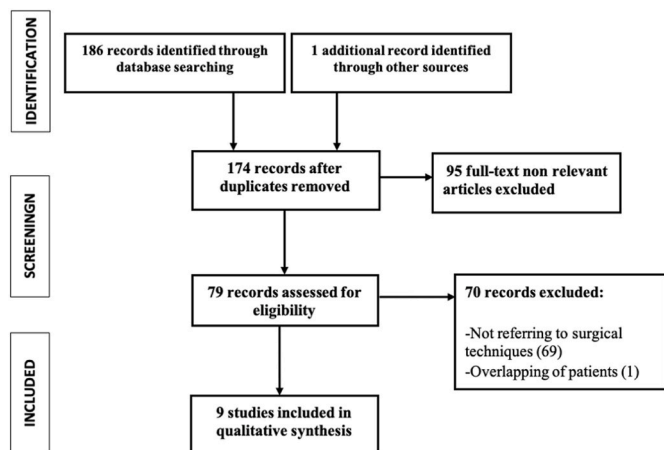 IDENTIFICATION
186 records identified through
database searching
1 additional record identified
through other sources
174 records after
duplicates removed
95 full-text non relevant
articles excluded
SCREENINGN
79 records assessed for
eligibility
70 records excluded:
-Not referring to surgical
techniques (69)
-Overlapping of patients (1)
INCLUDED
9 studies included in
qualitative synthesis